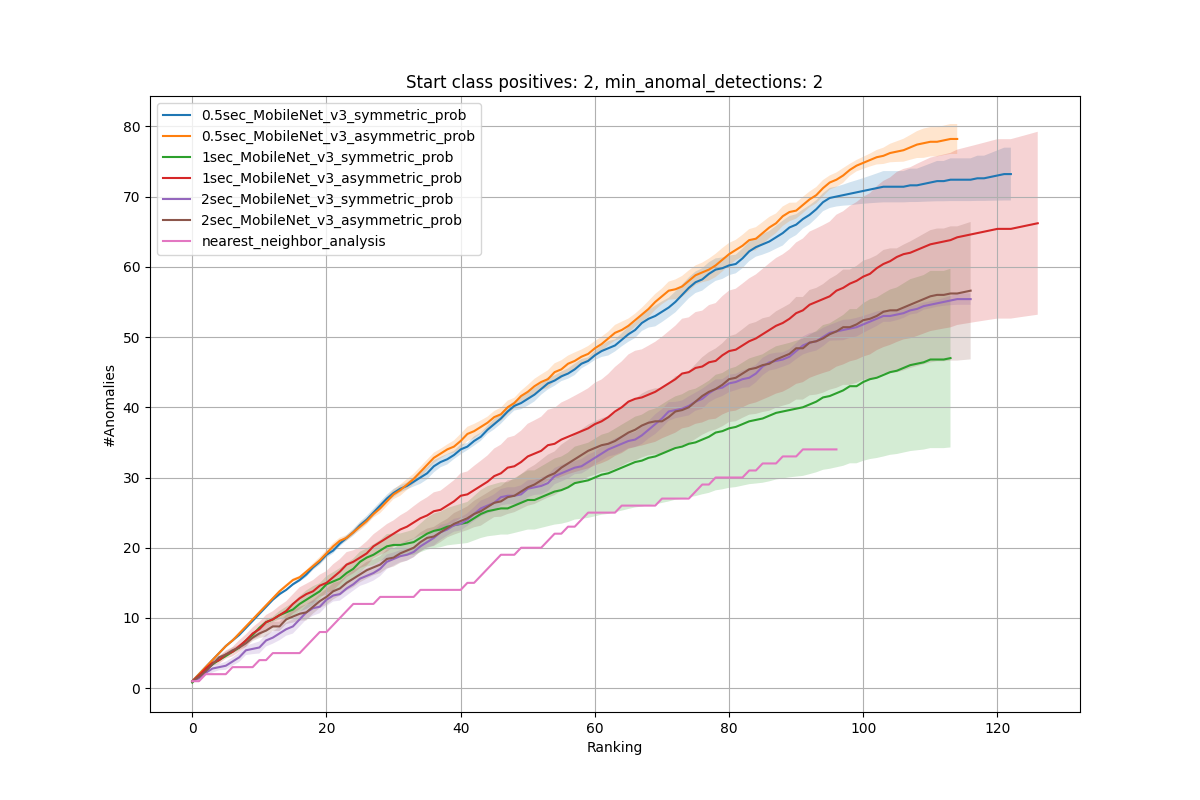 Start class positives: 2, min_anomal_detections: 2
0.5sec_MobileNet_v3_symmetric_prob
0.5sec_MobileNet_v3_asymmetric_prob
1sec_MobileNet_v3_symmetric_prob
1sec_MobileNet_v3_asymmetric_prob
2sec_MobileNet_v3_symmetric_prob
2sec_MobileNet_v3_asymmetric_prob
nearest_neighbor_analysis
80
70
60
50
40
30
20
10
0
#Anomalies
0 20 40 60 80 100 120
Ranking